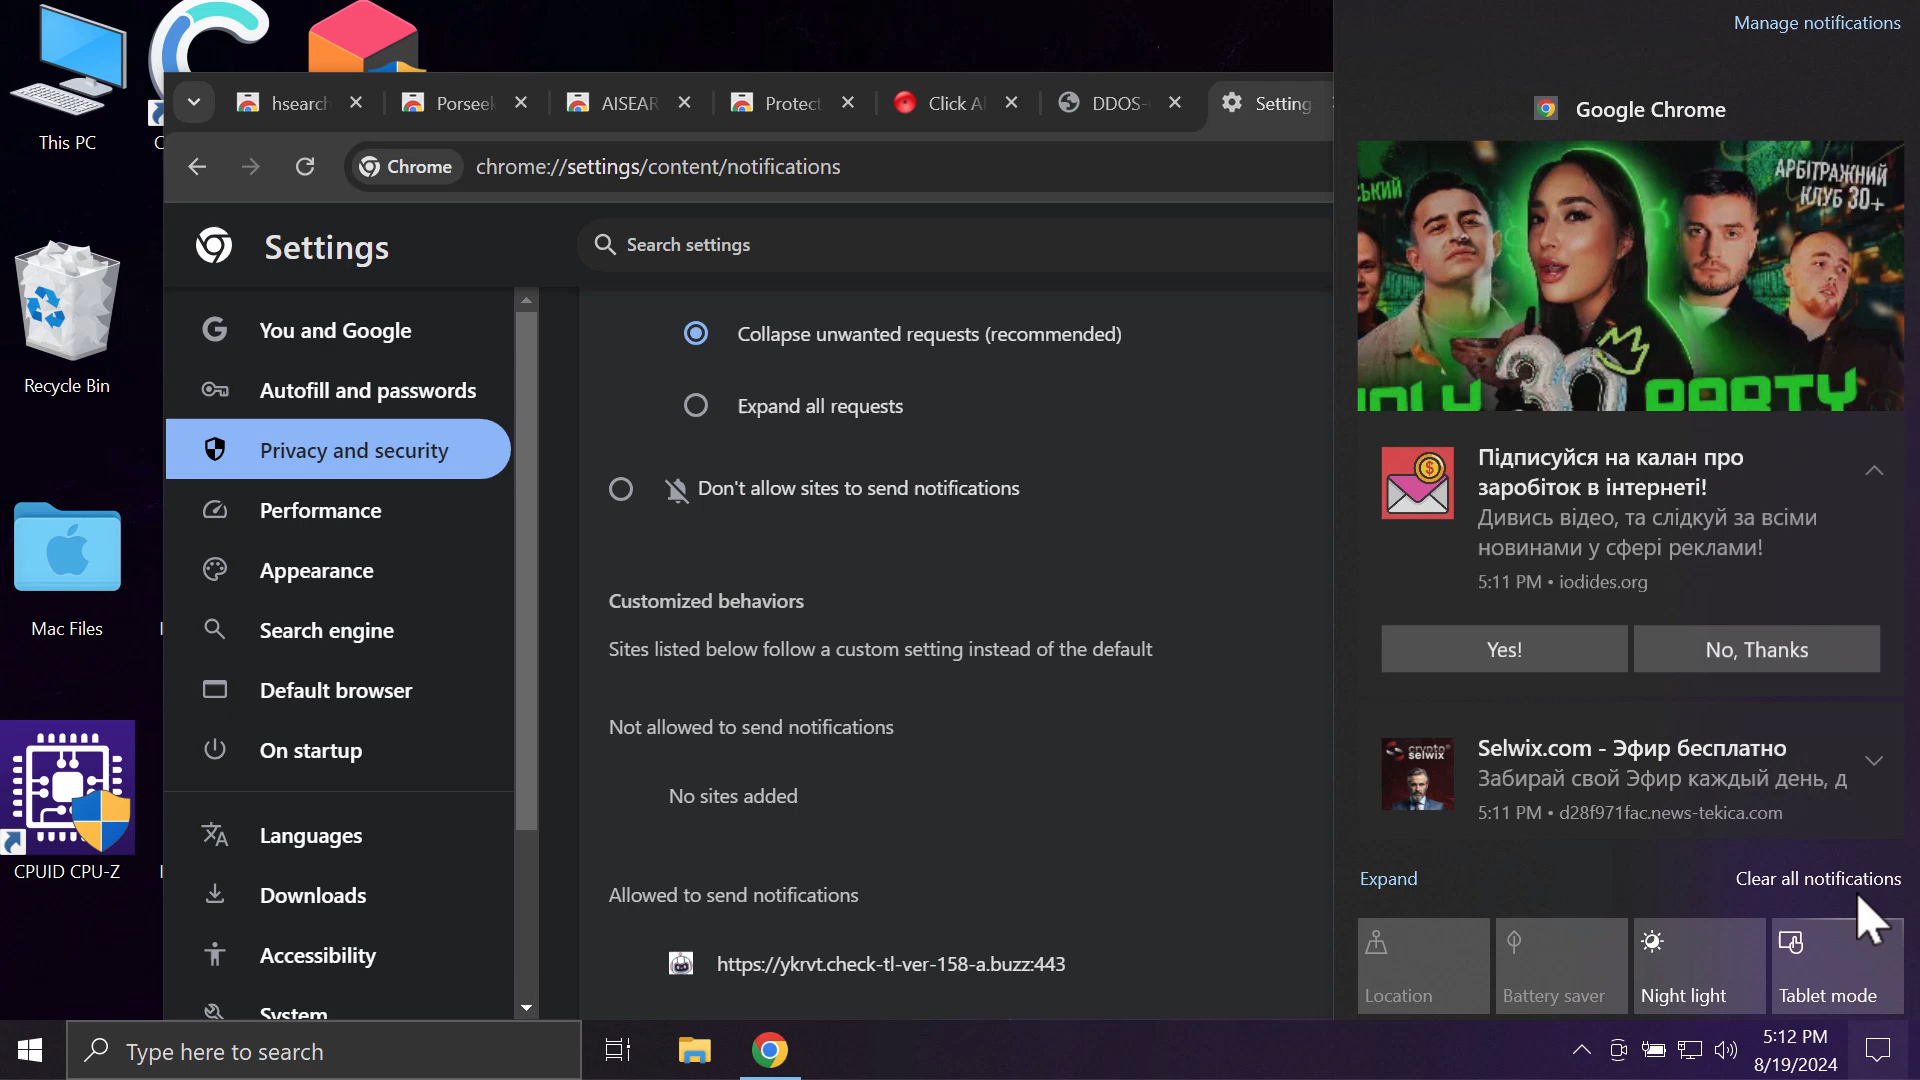 This PC
Recycle Bin
Mac Files
CPUID CPU-Z
hsearch
Porseek
AISEAR
Protect
Click Al
DDOS-
Setting
Chrome
chrome://settings/content/notifications
Settings
Search settings
You and Google
Autofill and passwords
Privacy and security
Performance
Appearance
Search engine
Default browser
On startup
Languages
Downloads
Accessibility
System
Collapse unwanted requests (recommended)
Expand all requests
Don't allow sites to send notifications
Customized behaviors
Sites listed below follow a custom setting instead of the default
Not allowed to send notifications
No sites added
Allowed to send notifications
https://ykrvt.check-tl-ver-158-a.buzz:443
Manage notifications
Google Chrome
ський
АРБІТРАЖНИЙ
КЛУБ 30+
30
PARTY
Підписуйся на калан про
заробіток в інтернеті!
Дивись відео, та слідкуй за всіми
новинами у сфері реклами!
5:11 PM • iodides.org
Yes!
No, Thanks
crypto
selwix
Selwix.com - Эфир бесплатно
Забирай свой Эфир каждый день, д
5:11 PM • d28f971fac.news-tekica.com
Expand
Clear all notifications
Location
Battery saver
Night light
Tablet mode
Type here to search
5:12 PM
8/19/2024